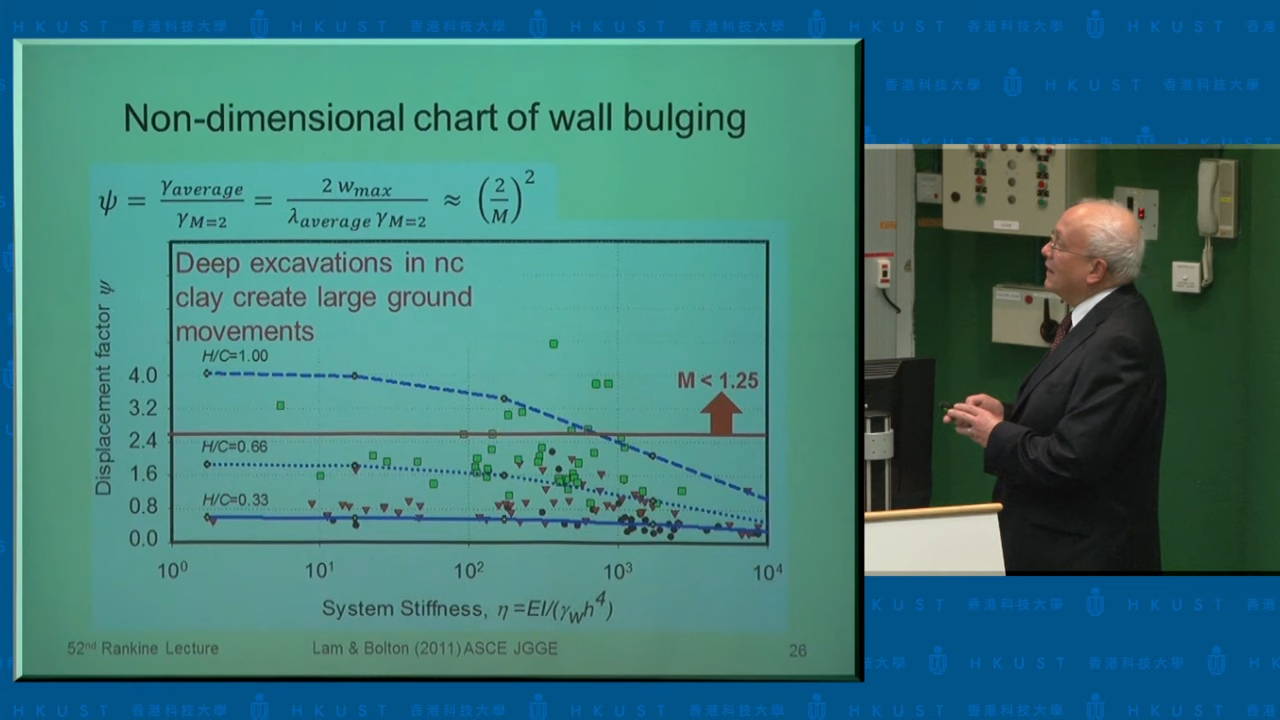 HKUST 香港科技大學
Non-dimensional chart of wall bulging
ψ = γaverage / γM=2 = 2 wmax / λaverage γM=2 ≈ (2/M)²
Deep excavations in nc
clay create large ground
movements
H/C=1.00
M < 1.25
H/C=0.66
H/C=0.33
Displacement factor ψ
4.0
3.2
2.4
1.6
0.8
0.0
10⁰ 10¹ 10² 10³ 10⁴
System Stiffness, η =EI/(γwh⁴)
52nd Rankine Lecture Lam & Bolton (2011) ASCE JGGE 26